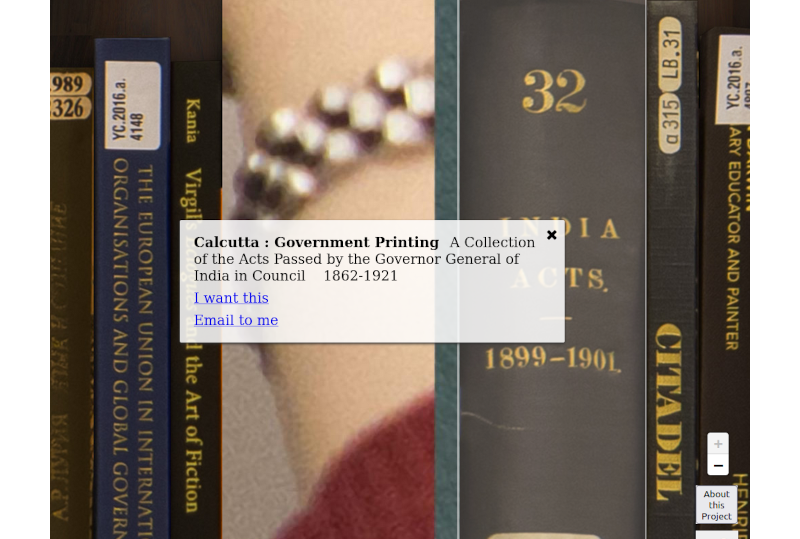 989
326
YC.2016.a.
4148
THE EUROPEAN UNION IN INTERNATI
ORGANISATIONS AND GLOBAL GOVERN
Kania
Virgil
the Art of Fiction
32
INDIA
ACTS.
1899-1901.
Calcutta : Government Printing A Collection
of the Acts Passed by the Governor General of
India in Council 1862-1921
✖
I want this
Email to me
LB.31
a 315
CITADEL
YC.2016.a.
ARY EDUCATOR AND PAINTER
HENRI
+
−
About
this
Project